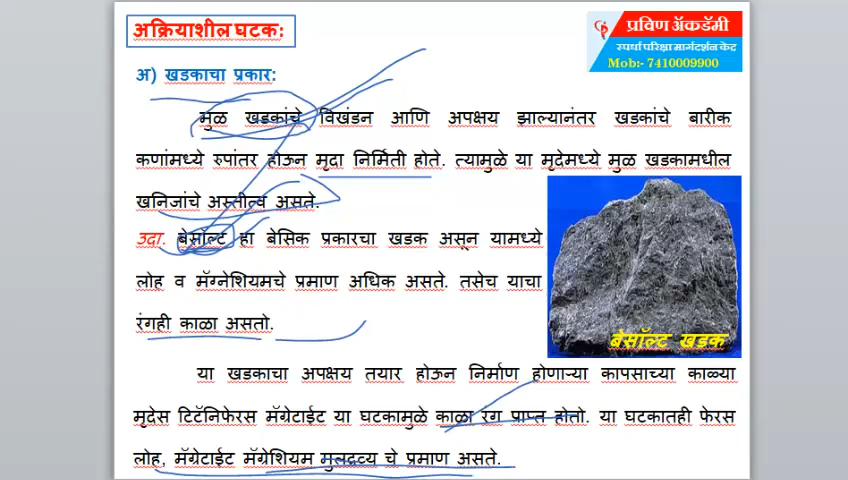 अक्रियाशील घटक:
प्रविण ॲकडॅमी
स्पर्धा परिक्षा मार्गदर्शन केंद्र
Mob:- 7410009900
अ) खडकाचा प्रकार:
मुळ खडकांचे विखंडन आणि अपक्षय झाल्यानंतर खडकांचे बारीक
कणांमध्ये रुपांतर होऊन मृदा निर्मिती होते. त्यामुळे या मृदेमध्ये मुळ खडकामधील
खनिजांचे अस्तीत्व असते.
उदा. बेसॉल्ट हा बेसिक प्रकारचा खडक असून यामध्ये
लोह व मॅग्नेशियमचे प्रमाण अधिक असते. तसेच याचा
रंगही काळा असतो.
बेसॉल्ट खडक
या खडकाचा अपक्षय तयार होऊन निर्माण होणाऱ्या कापसाच्या काळ्या
मृदेस टिटॅनिफेरस मॅग्नेटाईट या घटकामुळे काळा रंग प्राप्त होतो. या घटकातही फेरस
लोह, मॅग्नेटाईट मॅग्नेशियम मुलद्रव्य चे प्रमाण असते.